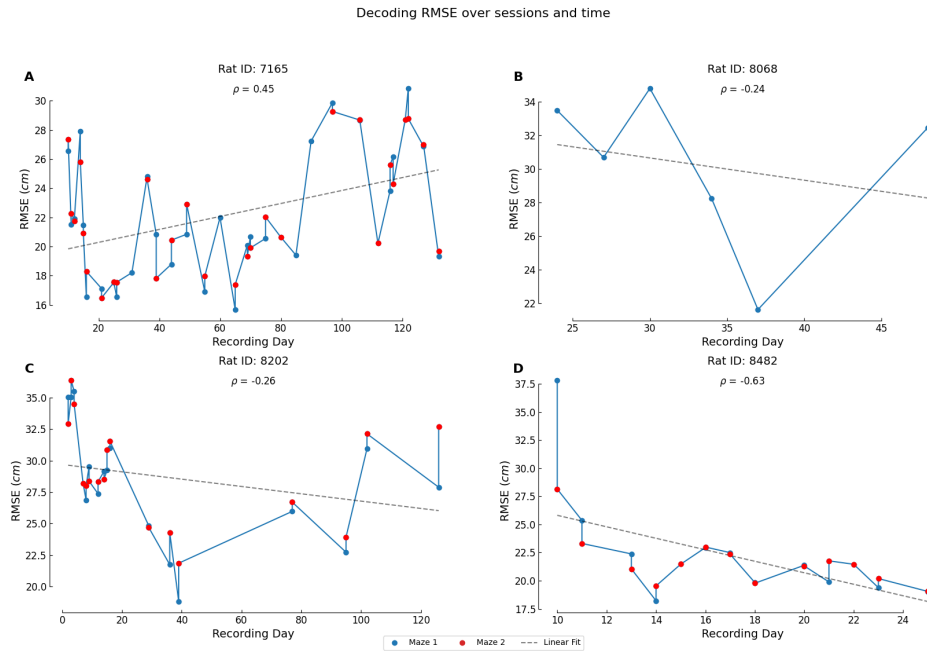 Decoding RMSE over sessions and time
A
Rat ID: 7165
ρ = 0.45
RMSE (cm)
30
28
26
24
22
20
18
16
20
40
60
80
100
120
Recording Day
B
Rat ID: 8068
ρ = -0.24
RMSE (cm)
34
32
30
28
26
24
22
25
30
35
40
45
Recording Day
C
Rat ID: 8202
ρ = -0.26
RMSE (cm)
35.0
32.5
30.0
27.5
25.0
22.5
20.0
0
20
40
60
80
100
120
Recording Day
D
Rat ID: 8482
ρ = -0.63
RMSE (cm)
37.5
35.0
32.5
30.0
27.5
25.0
22.5
20.0
17.5
10
12
14
16
18
20
22
24
Recording Day
Maze 1
Maze 2
Linear Fit